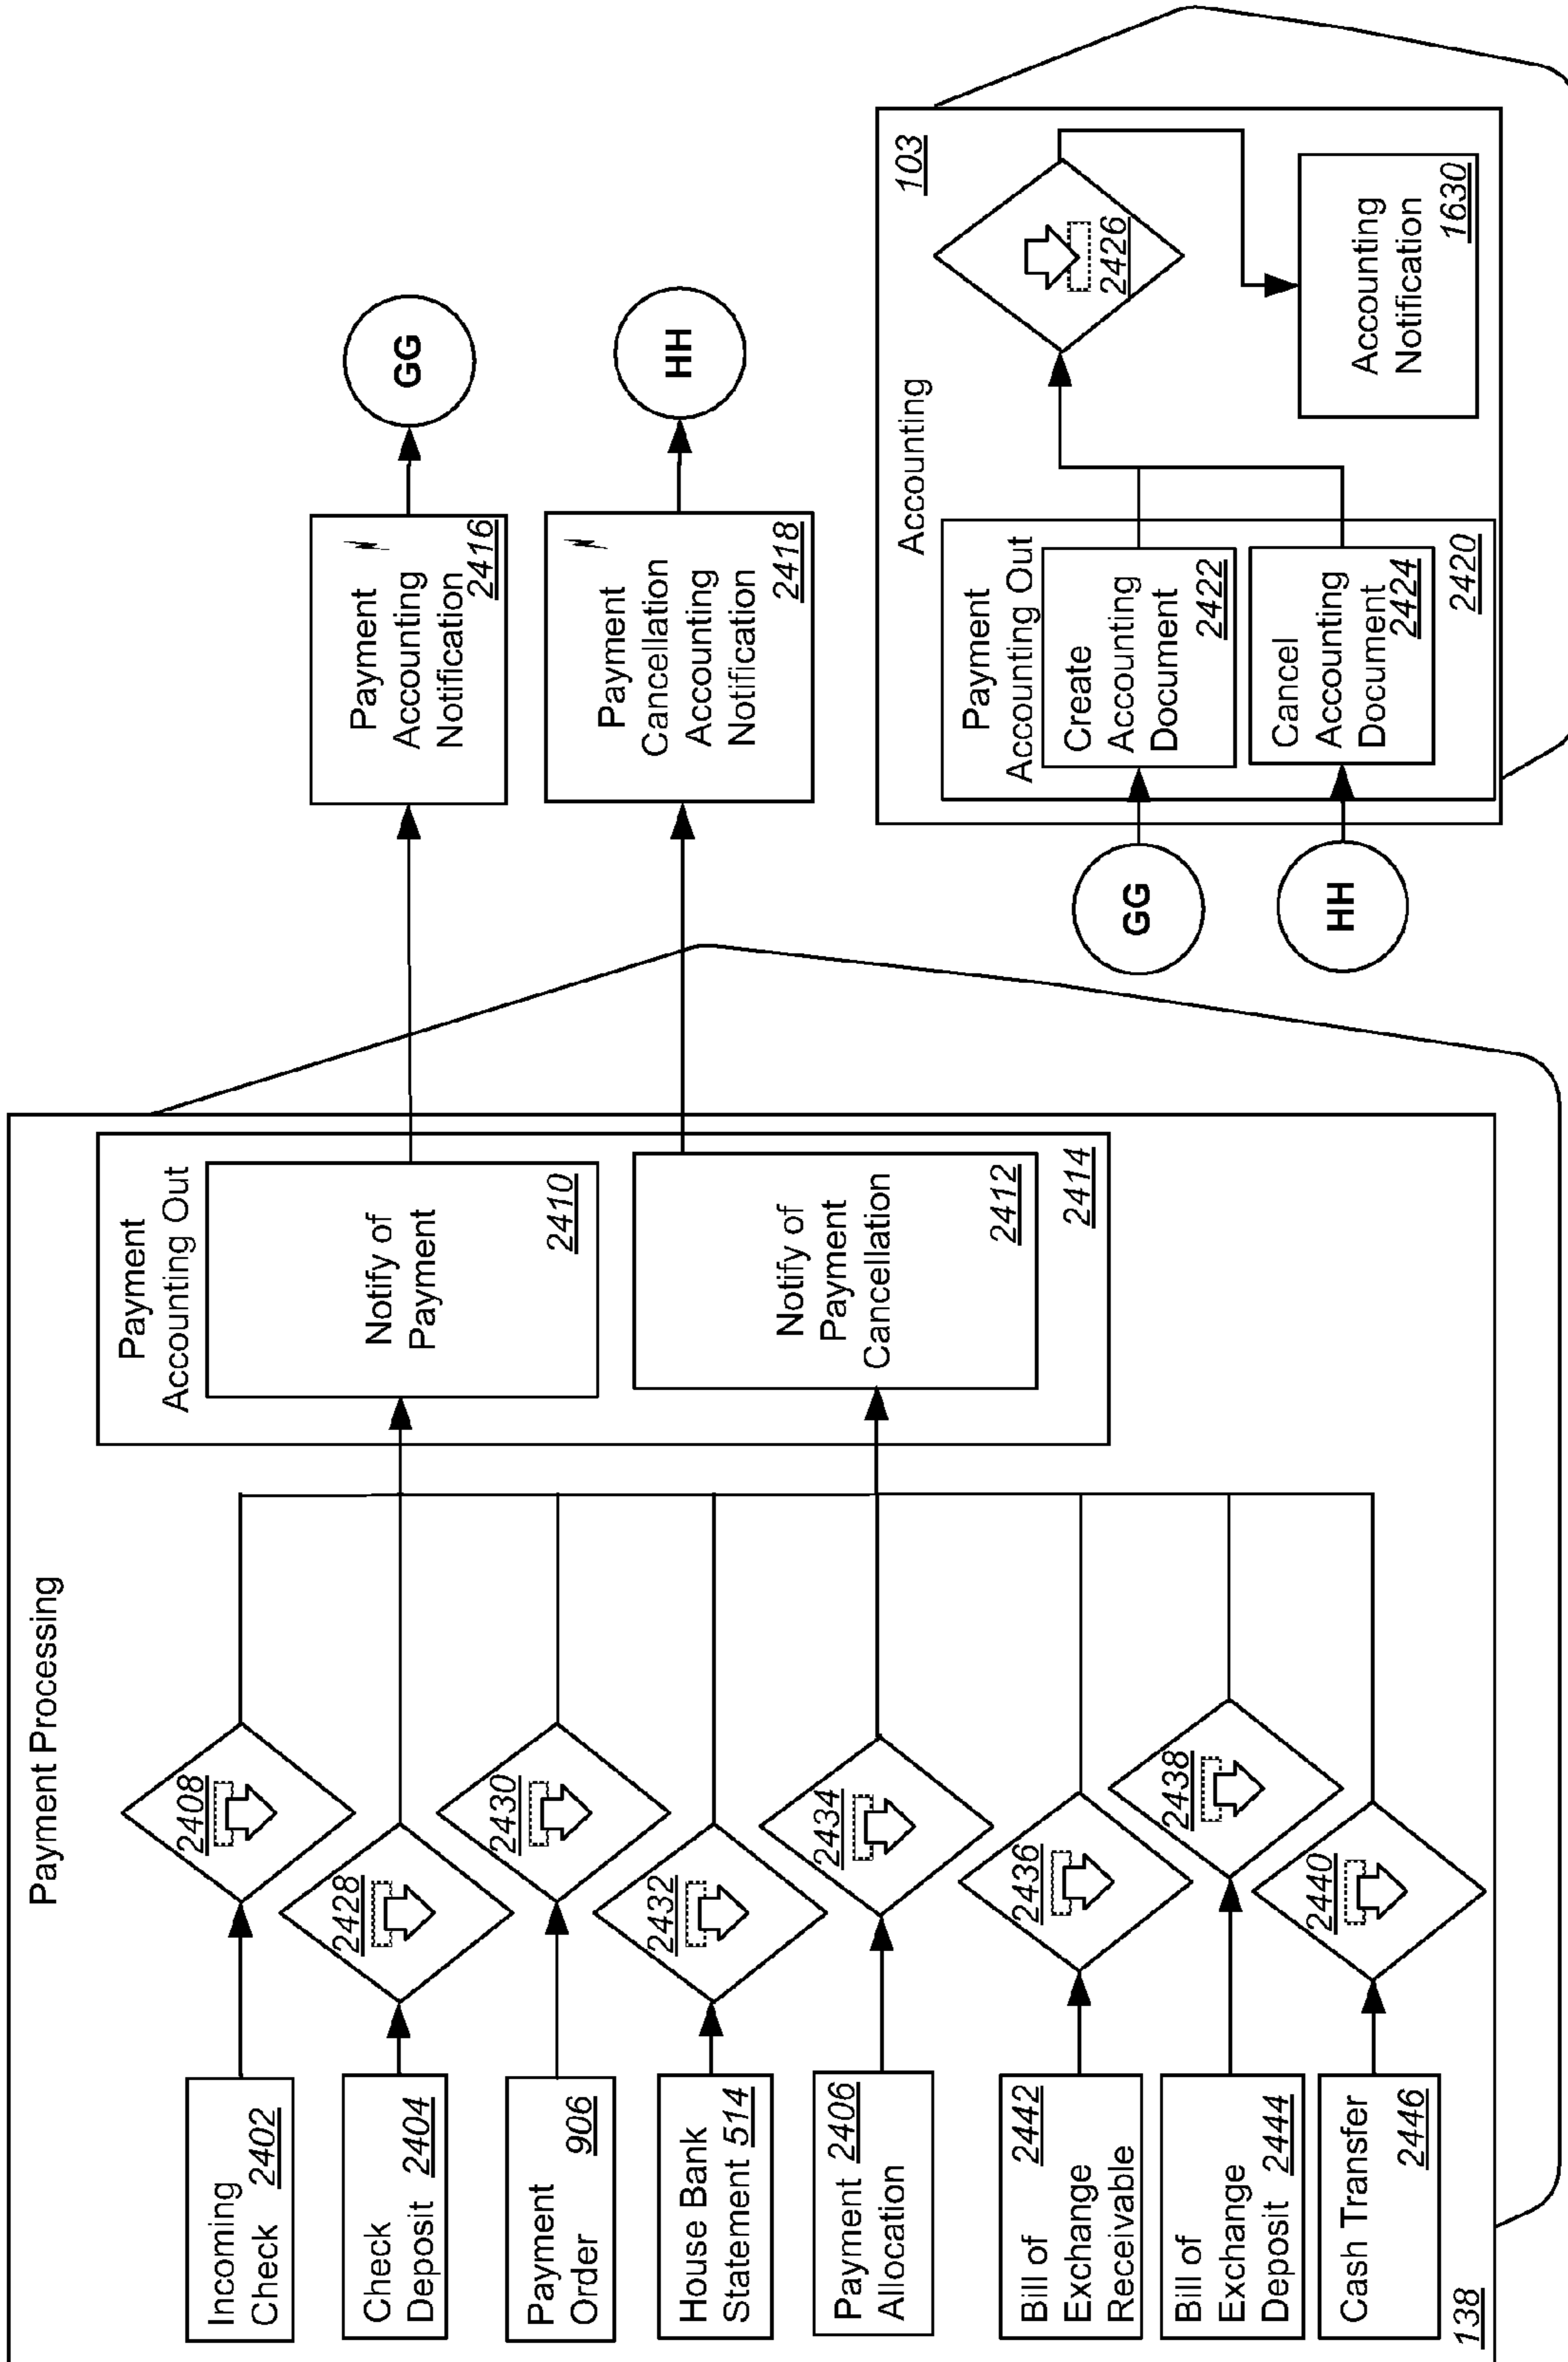 Payment Processing
Incoming
Check 2402
Check
Deposit 2404
Payment
Order 906
House Bank
Statement 514
Payment 2406
Allocation
Bill of 2442
Exchange
Receivable
Bill of
Exchange
Deposit 2444
Cash Transfer
2446
138
2408
2428
2430
2432
2434
2436
2438
2440
Payment
Accounting Out
Notify of
Payment
2410
Notify of
Payment
Cancellation
2412
2414
Payment
Accounting
Notification
2416
GG
Payment
Cancellation
Accounting
Notification
2418
HH
Accounting
103
GG
HH
Payment
Accounting Out
Create
Accounting
Document
2422
Cancel
Accounting
Document
2424
2420
2426
Accounting
Notification
1630